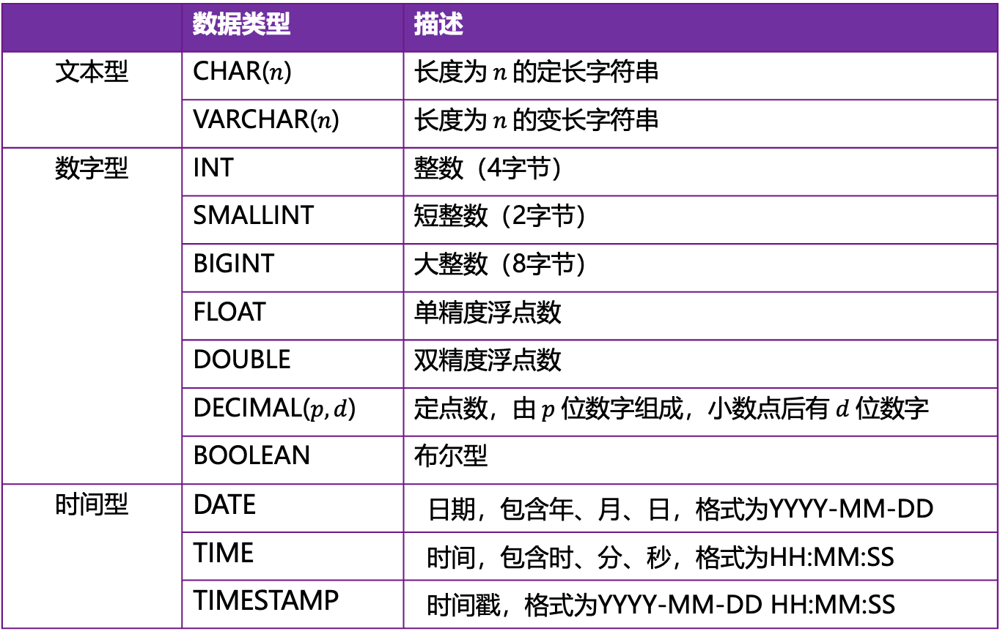 数据类型 描述
文本型 CHAR(n) 长度为 n 的定长字符串
VARCHAR(n) 长度为 n 的变长字符串
数字型 INT 整数（4字节）
SMALLINT 短整数（2字节）
BIGINT 大整数（8字节）
FLOAT 单精度浮点数
DOUBLE 双精度浮点数
DECIMAL(p, d) 定点数，由 p 位数字组成，小数点后有 d 位数字
BOOLEAN 布尔型
时间型 DATE 日期，包含年、月、日，格式为YYYY-MM-DD
TIME 时间，包含时、分、秒，格式为HH:MM:SS
TIMESTAMP 时间戳，格式为YYYY-MM-DD HH:MM:SS